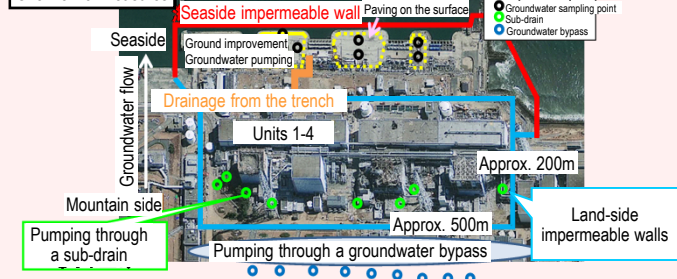 Seaside impermeable wall
Paving on the surface
Groundwater sampling point
Sub-drain
Groundwater bypass
Seaside
Ground improvement
Groundwater pumping
Groundwater flow
Drainage from the trench
Units 1-4
Approx. 200m
Mountain side
Approx. 500m
Land-side
impermeable walls
Pumping through
a sub-drain
Pumping through a groundwater bypass